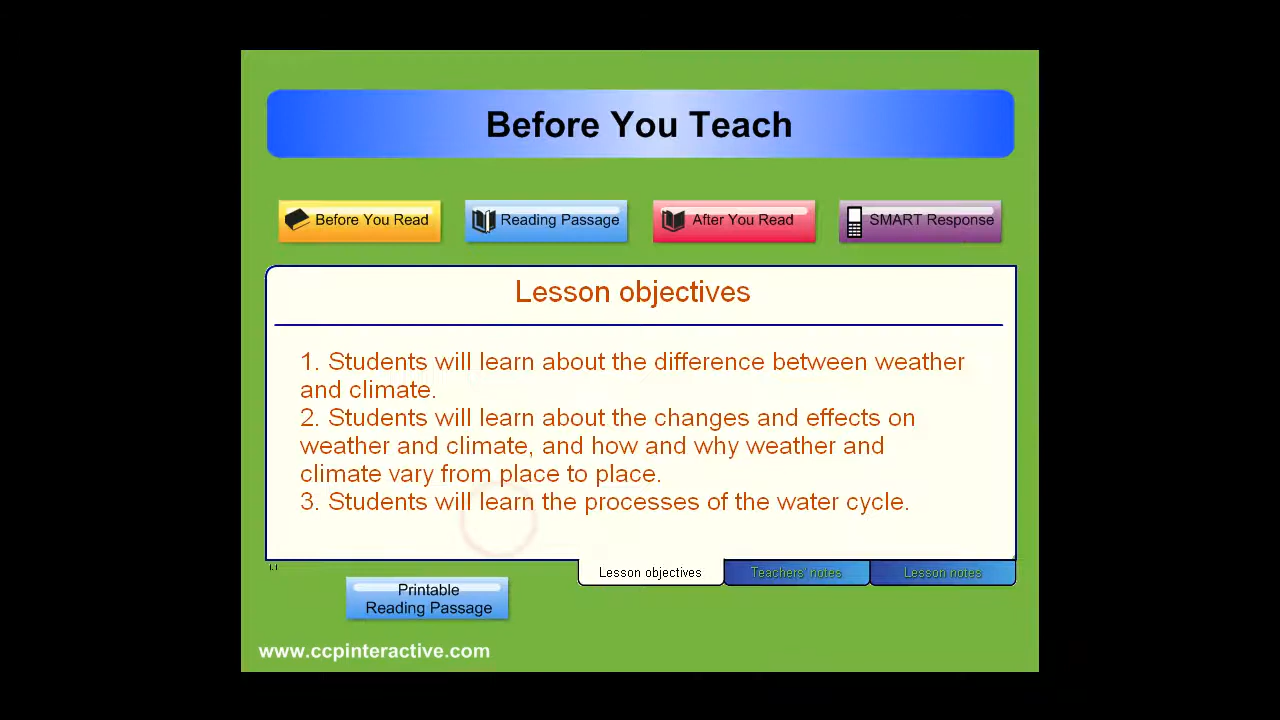 Before You Teach
Before You Read
Reading Passage
After You Read
SMART Response
Lesson objectives
1. Students will learn about the difference between weather
and climate.
2. Students will learn about the changes and effects on
weather and climate, and how and why weather and
climate vary from place to place.
3. Students will learn the processes of the water cycle.
Lesson objectives
Teachers' notes
Lesson notes
Printable
Reading Passage
www.ccpinteractive.com